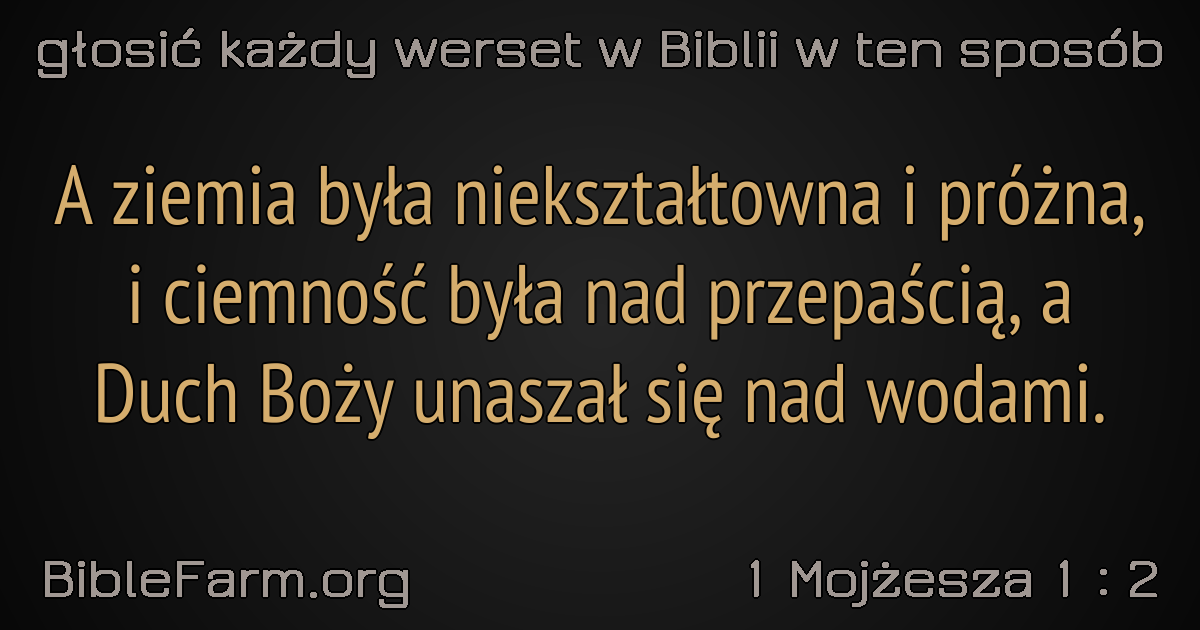 głosić każdy werset w Biblii w ten sposób
A ziemia była niekształtowna i próżna,
i ciemność była nad przepaścią, a
Duch Boży unaszał się nad wodami.
BibleFarm.org
1 Mojżesza 1 : 2